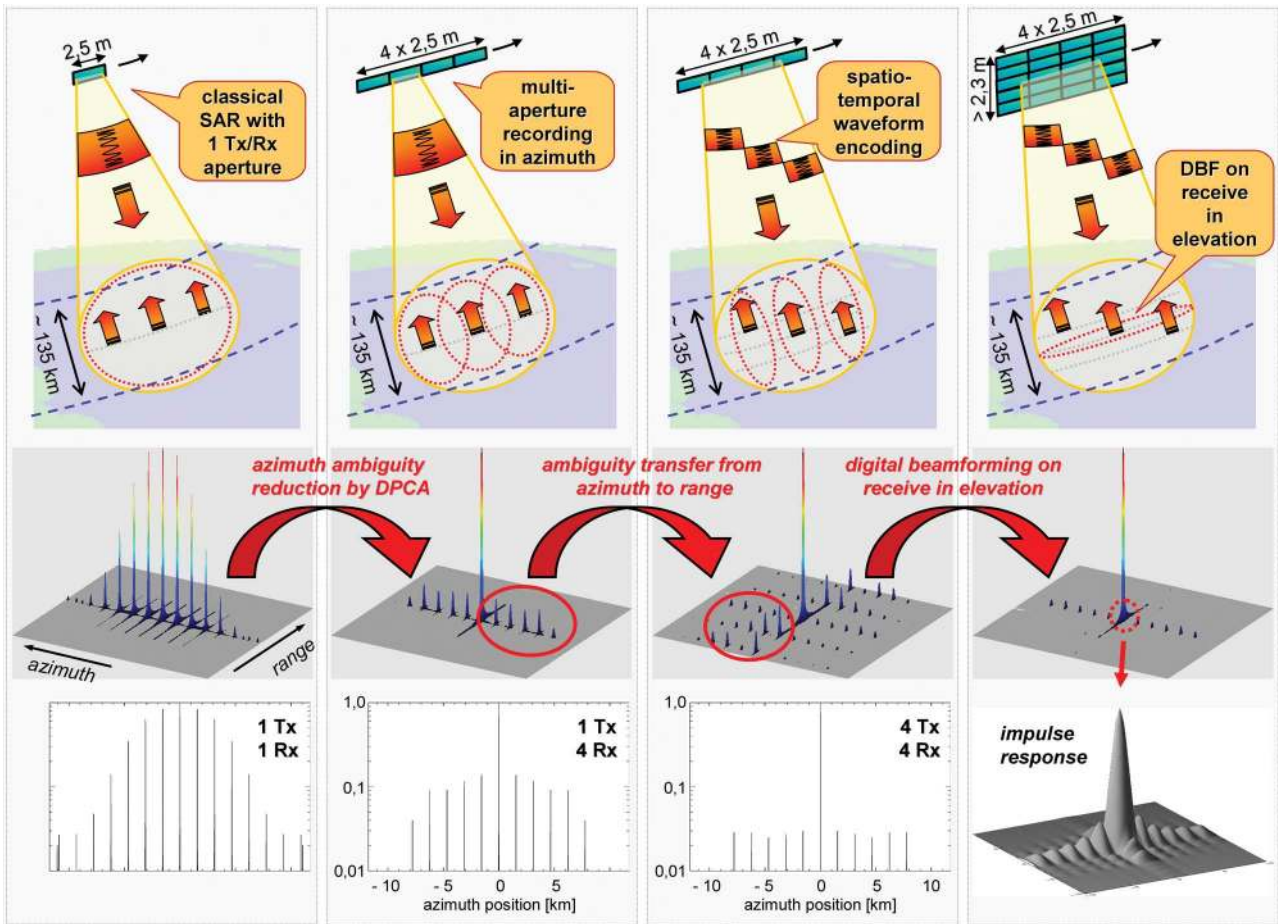 2,5 m
classical
SAR with
1 Tx/Rx
aperture
~ 135 km
4 x 2,5 m
multi-
aperture
recording
in azimuth
~ 135 km
4 x 2,5 m
spatio-
temporal
waveform
encoding
~ 135 km
4 x 2,5 m
> 2,3 m
DBF on
receive
in
elevation
~ 135 km
azimuth ambiguity
reduction by DPCA
ambiguity transfer from
azimuth to range
digital beamforming on
receive in elevation
azimuth
range
1 Tx
1 Rx
1,0
0,1
0,01
1 Tx
4 Rx
- 10
- 5
0
5
10
azimuth position [km]
1,0
0,1
0,01
4 Tx
4 Rx
- 10
- 5
0
5
10
azimuth position [km]
impulse
response